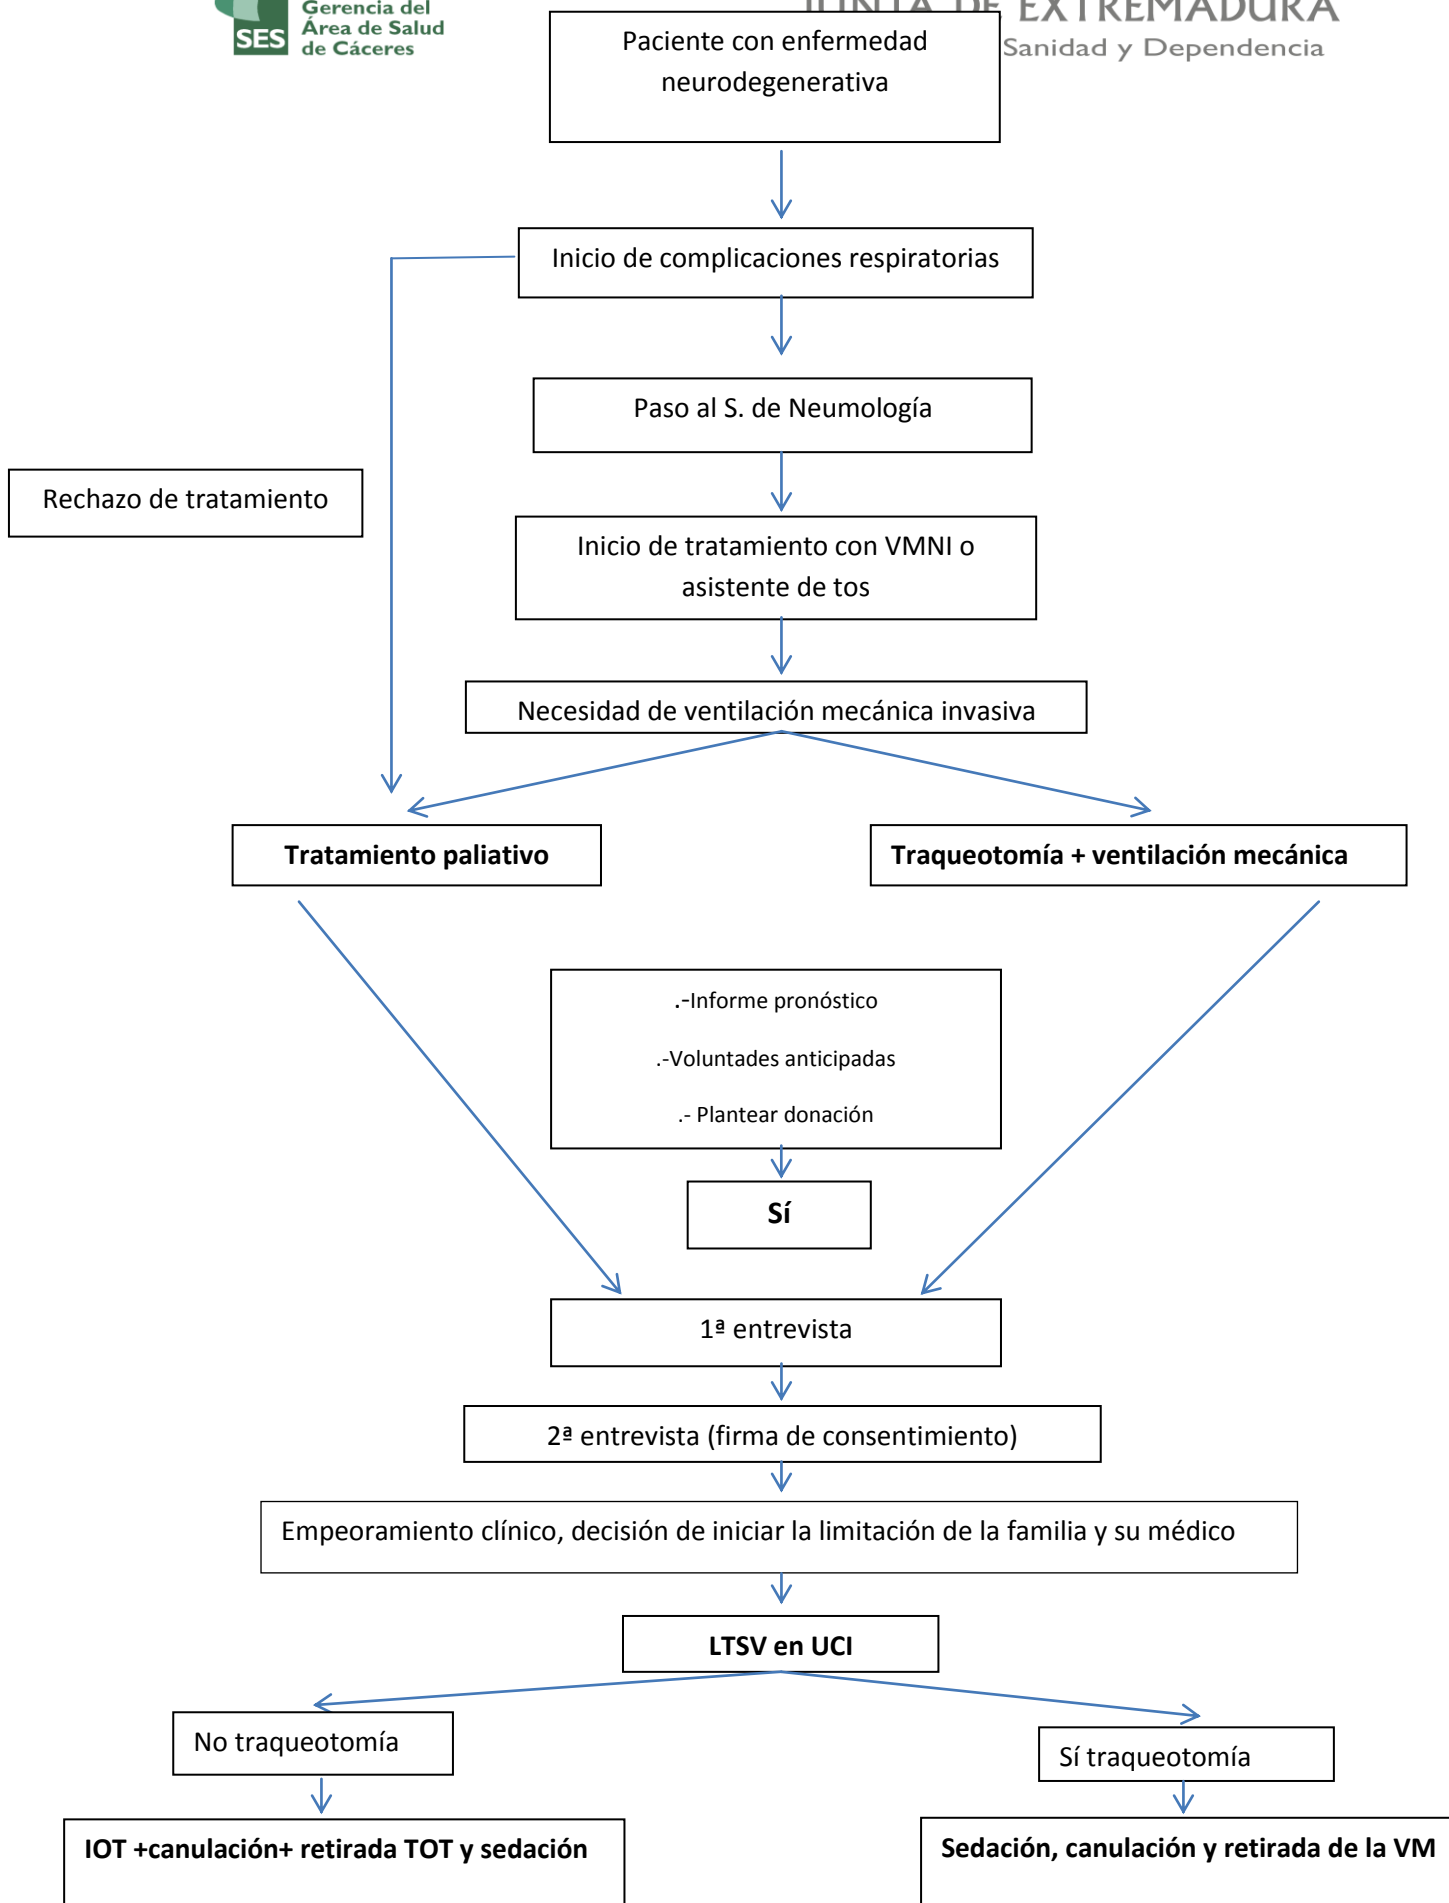 Gerencia del
Área de Salud
de Cáceres
SES
JUNTA DE EXTREMADURA
Sanidad y Dependencia
Paciente con enfermedad
neurodegenerativa
Inicio de complicaciones respiratorias
Paso al S. de Neumología
Rechazo de tratamiento
Inicio de tratamiento con VMNI o
asistente de tos
Necesidad de ventilación mecánica invasiva
Tratamiento paliativo
Traqueotomía + ventilación mecánica
.-Informe pronóstico
.-Voluntades anticipadas
.- Plantear donación
Sí
1ª entrevista
2ª entrevista (firma de consentimiento)
Empeoramiento clínico, decisión de iniciar la limitación de la familia y su médico
LTSV en UCI
No traqueotomía
Sí traqueotomía
IOT +canulación+ retirada TOT y sedación
Sedación, canulación y retirada de la VM